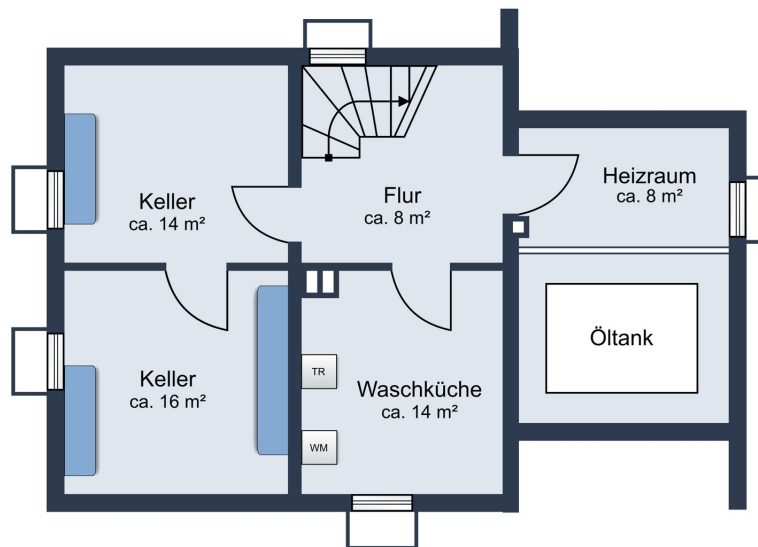 Keller
ca. 14 m²
Flur
ca. 8 m²
Heizraum
ca. 8 m²
Öltank
Keller
ca. 16 m²
TR
WM
Waschküche
ca. 14 m²